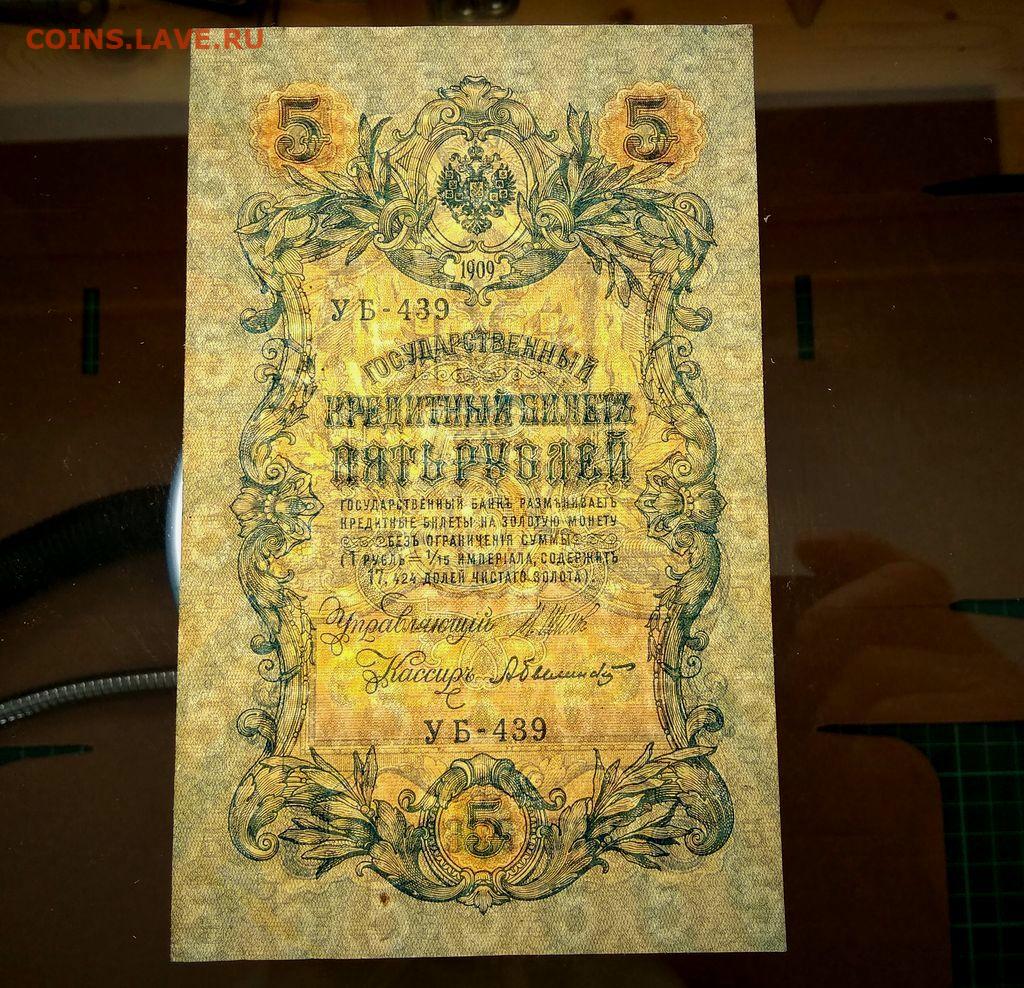 COINS.LAVE.RU
5 5
1909
УБ-439
ГОСУДАРСТВЕННЫЙ
КРЕДИТНЫЙ БИЛЕТЪ
ПЯТЬ РУБЛЕЙ
ГОСУДАРСТВЕННЫЙ БАНКЪ РАЗМѢНИВАЕТЪ
КРЕДИТНЫЕ БИЛЕТЫ НА ЗОЛОТУЮ МОНЕТУ
БЕЗЪ ОГРАНИЧЕНІЯ СУММЫ
(1 РУБЛЬ = 1/15 ИМПЕРІАЛА, СОДЕРЖИТЪ
17, 424 ДОЛЕЙ ЧИСТАГО ЗОЛОТА).
Управляющій
Кассиръ
УБ-439
5